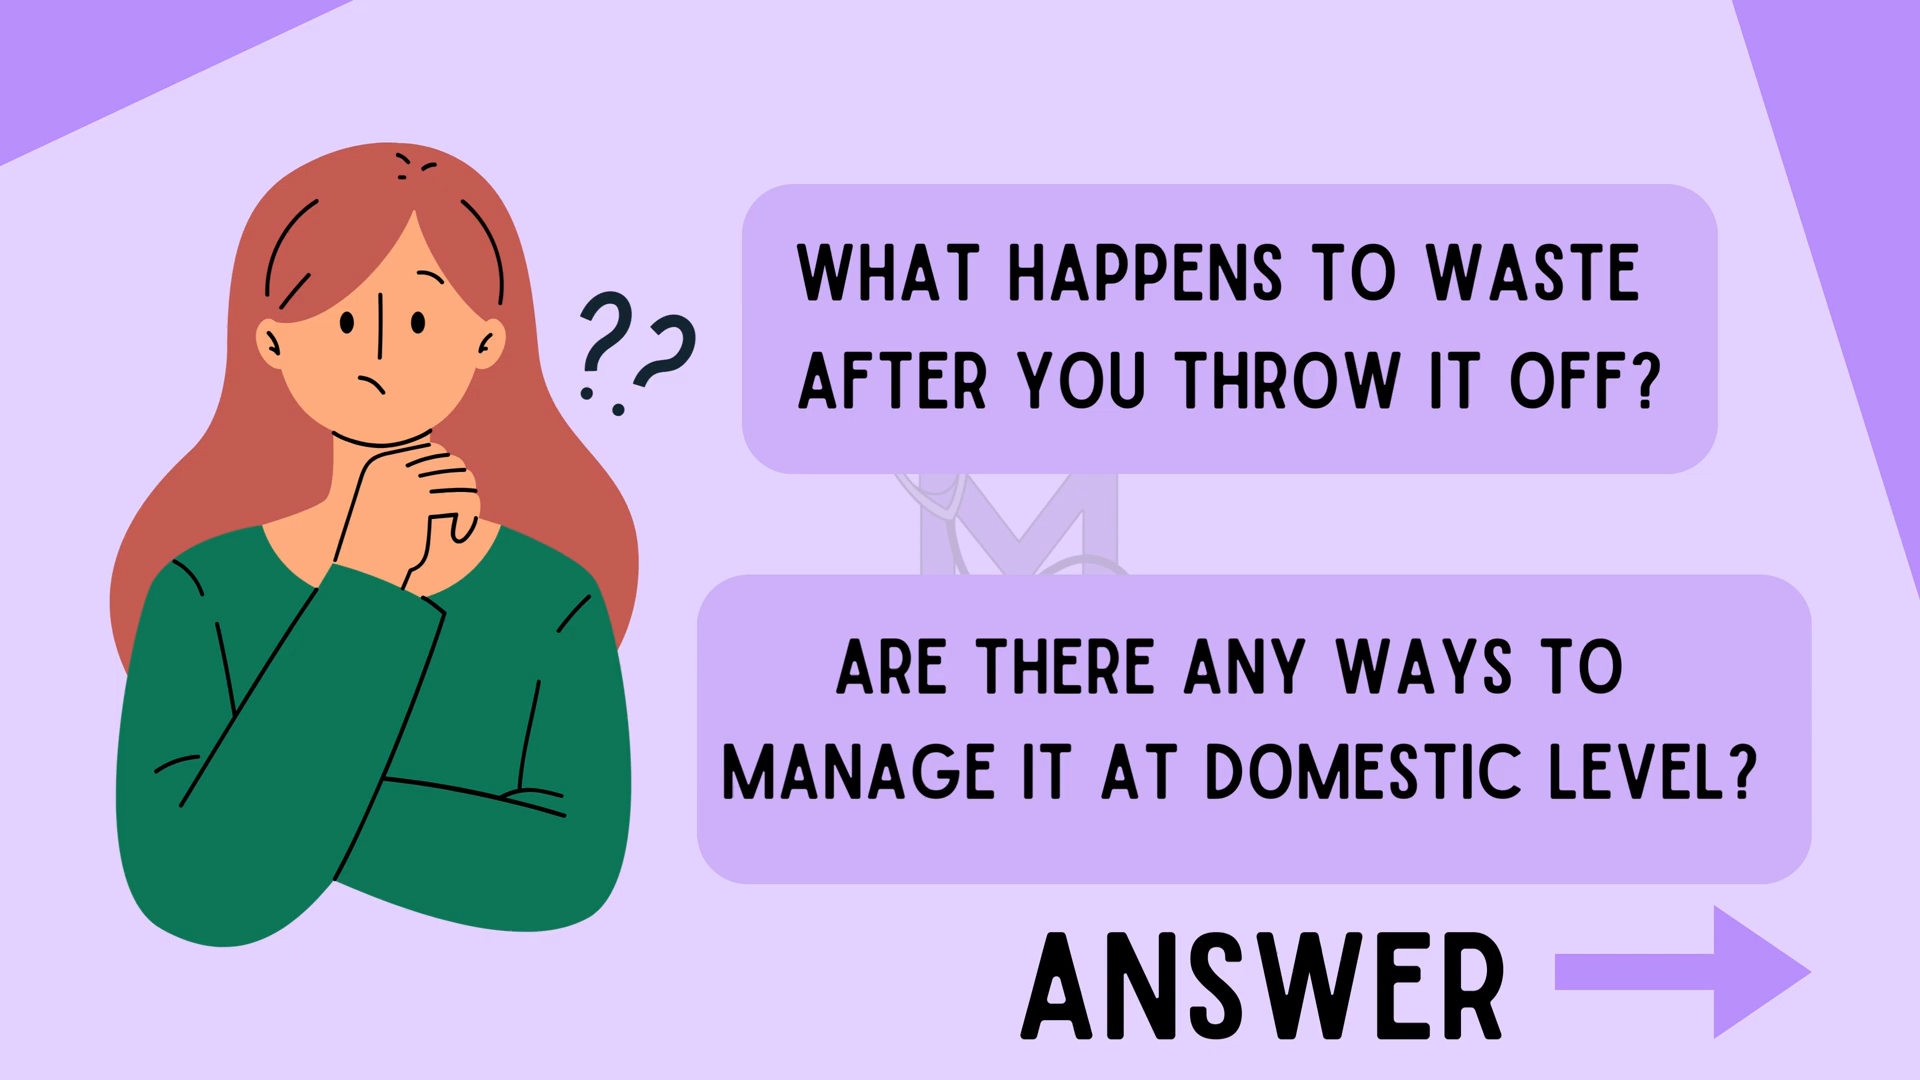 ??
WHAT HAPPENS TO WASTE
AFTER YOU THROW IT OFF?
M
ARE THERE ANY WAYS TO
MANAGE IT AT DOMESTIC LEVEL?
ANSWER